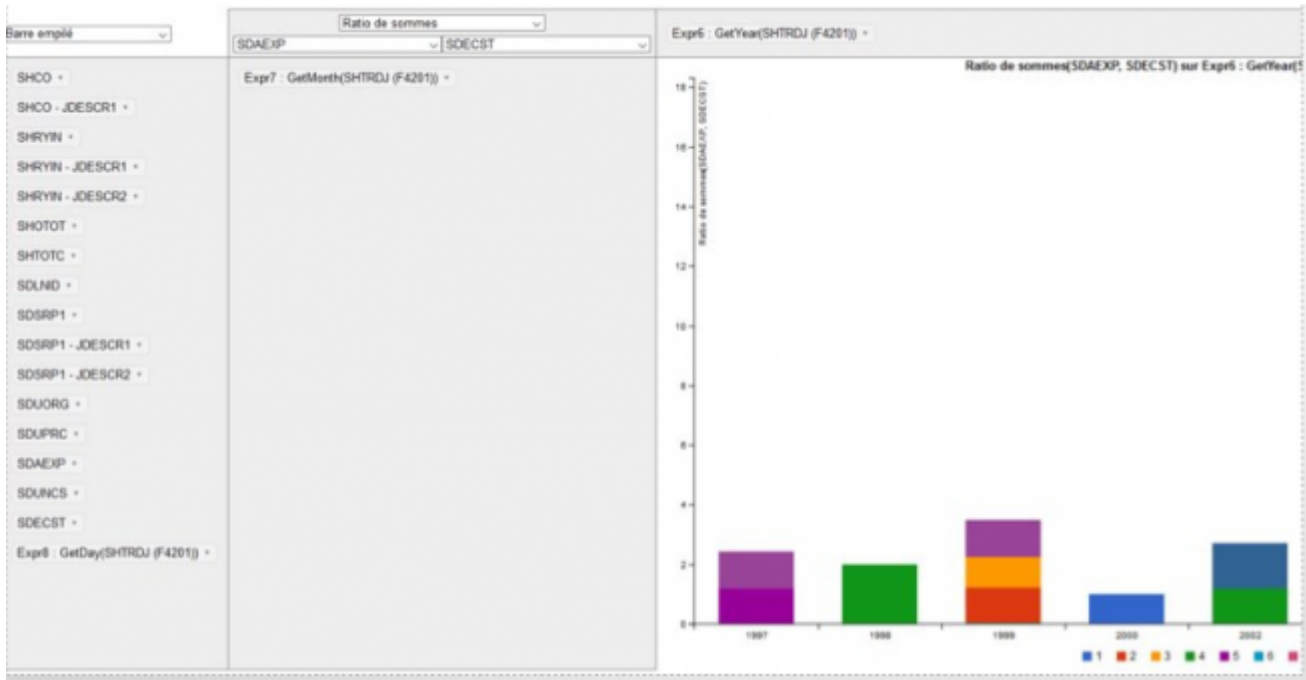 Barre empilé
Ratio de sommes
SDAEXP SDECST
Expr6 : GetYear(SHTRDJ (F4201))
SHCO
SHCO - JDESCR1
SHRYIN
SHRYIN - JDESCR1
SHRYIN - JDESCR2
SHOTOT
SHTOTC
SDLNID
SDSRP1
SDSRP1 - JDESCR1
SDSRP1 - JDESCR2
SDUORG
SDUPRC
SDAEXP
SDUNCS
SDECST
Expr8 : GetDay(SHTRDJ (F4201))
Expr7 : GetMonth(SHTRDJ (F4201))
Ratio de sommes(SDAEXP, SDECST) sur Expr6 : GetYear(S
Ratio de sommes(SDAEXP, SDECST)
18
16
14
12
10
8
6
4
2
0
1997 1998 1999 2000 2002
1 2 3 4 5 6